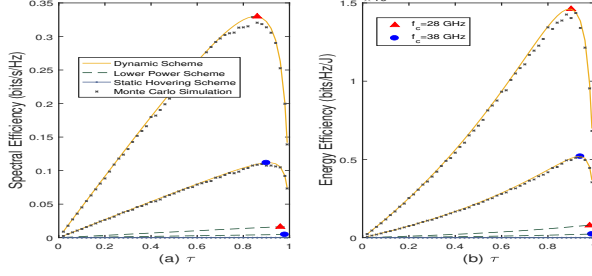 0.35
0.3
0.25
0.2
0.15
0.1
0.05
0
0 0.2 0.4 0.6 0.8 1
Spectral Efficiency (bits/s/Hz)
Dynamic Scheme
Lower Power Scheme
Static Hovering Scheme
Monte Carlo Simulation
(a) τ
1.5
1
0.5
0
0 0.2 0.4 0.6 0.8 1
Energy Efficiency (bits/Hz/J)
f_c=28 GHz
f_c=38 GHz
(b) τ